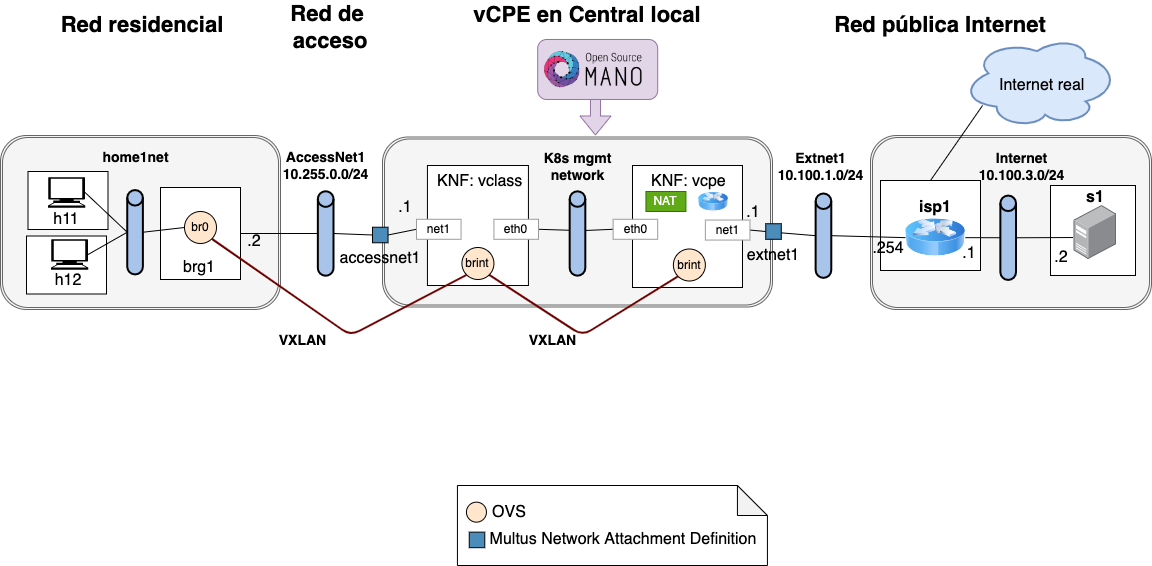 Red residencial
Red de
acceso
vCPE en Central local
Red pública Internet
Open Source
MANO
Internet real
home1net
AccessNet1
10.255.0.0/24
K8s mgmt
network
Extnet1
10.100.1.0/24
Internet
10.100.3.0/24
h11
h12
br0
brg1
.2
accessnet1
.1
KNF: vclass
net1
eth0
brint
KNF: vcpe
NAT
eth0
net1
brint
.1
extnet1
isp1
.254
.1
s1
.2
VXLAN
VXLAN
OVS
Multus Network Attachment Definition